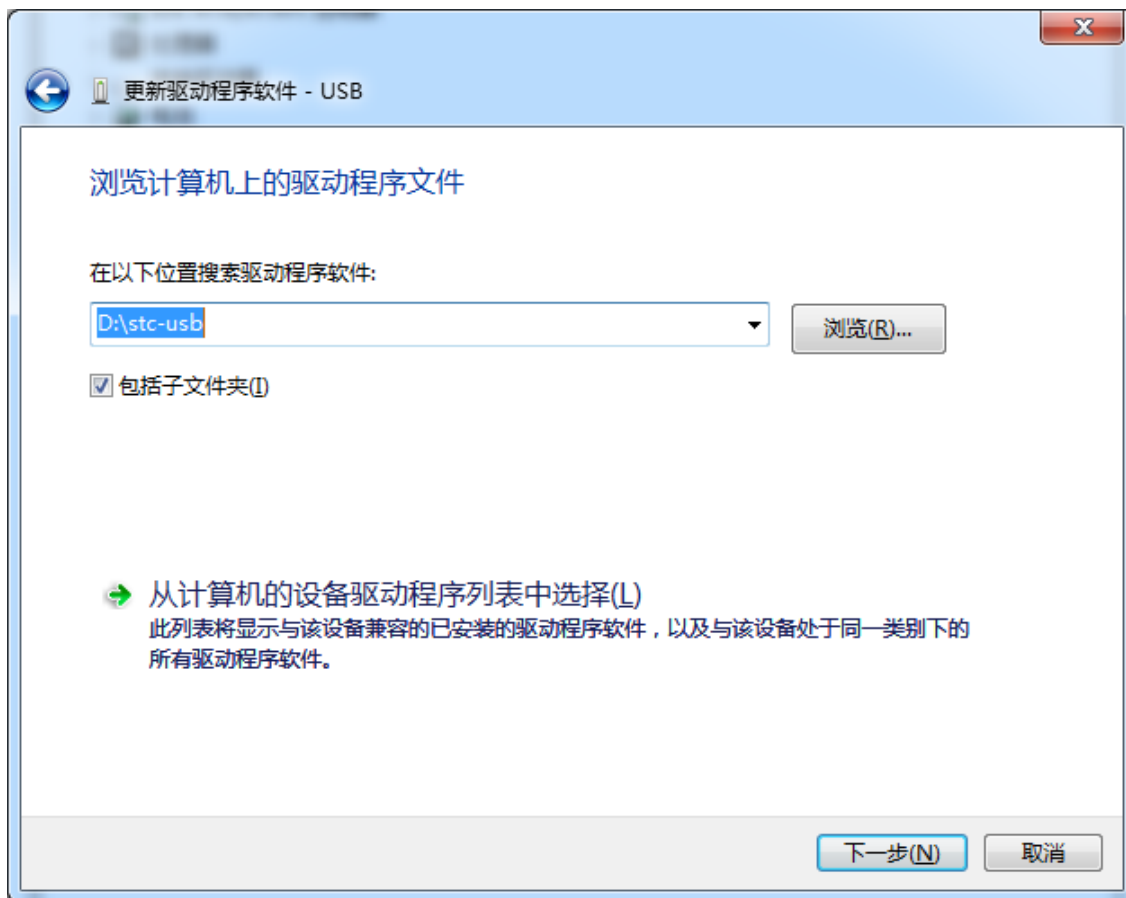 更新驱动程序软件 - USB
浏览计算机上的驱动程序文件
在以下位置搜索驱动程序软件:
D:\stc-usb
浏览(R)...
包括子文件夹(I)
从计算机的设备驱动程序列表中选择(L)
此列表将显示与该设备兼容的已安装的驱动程序软件，以及与该设备处于同一类别下的
所有驱动程序软件。
下一步(N)
取消